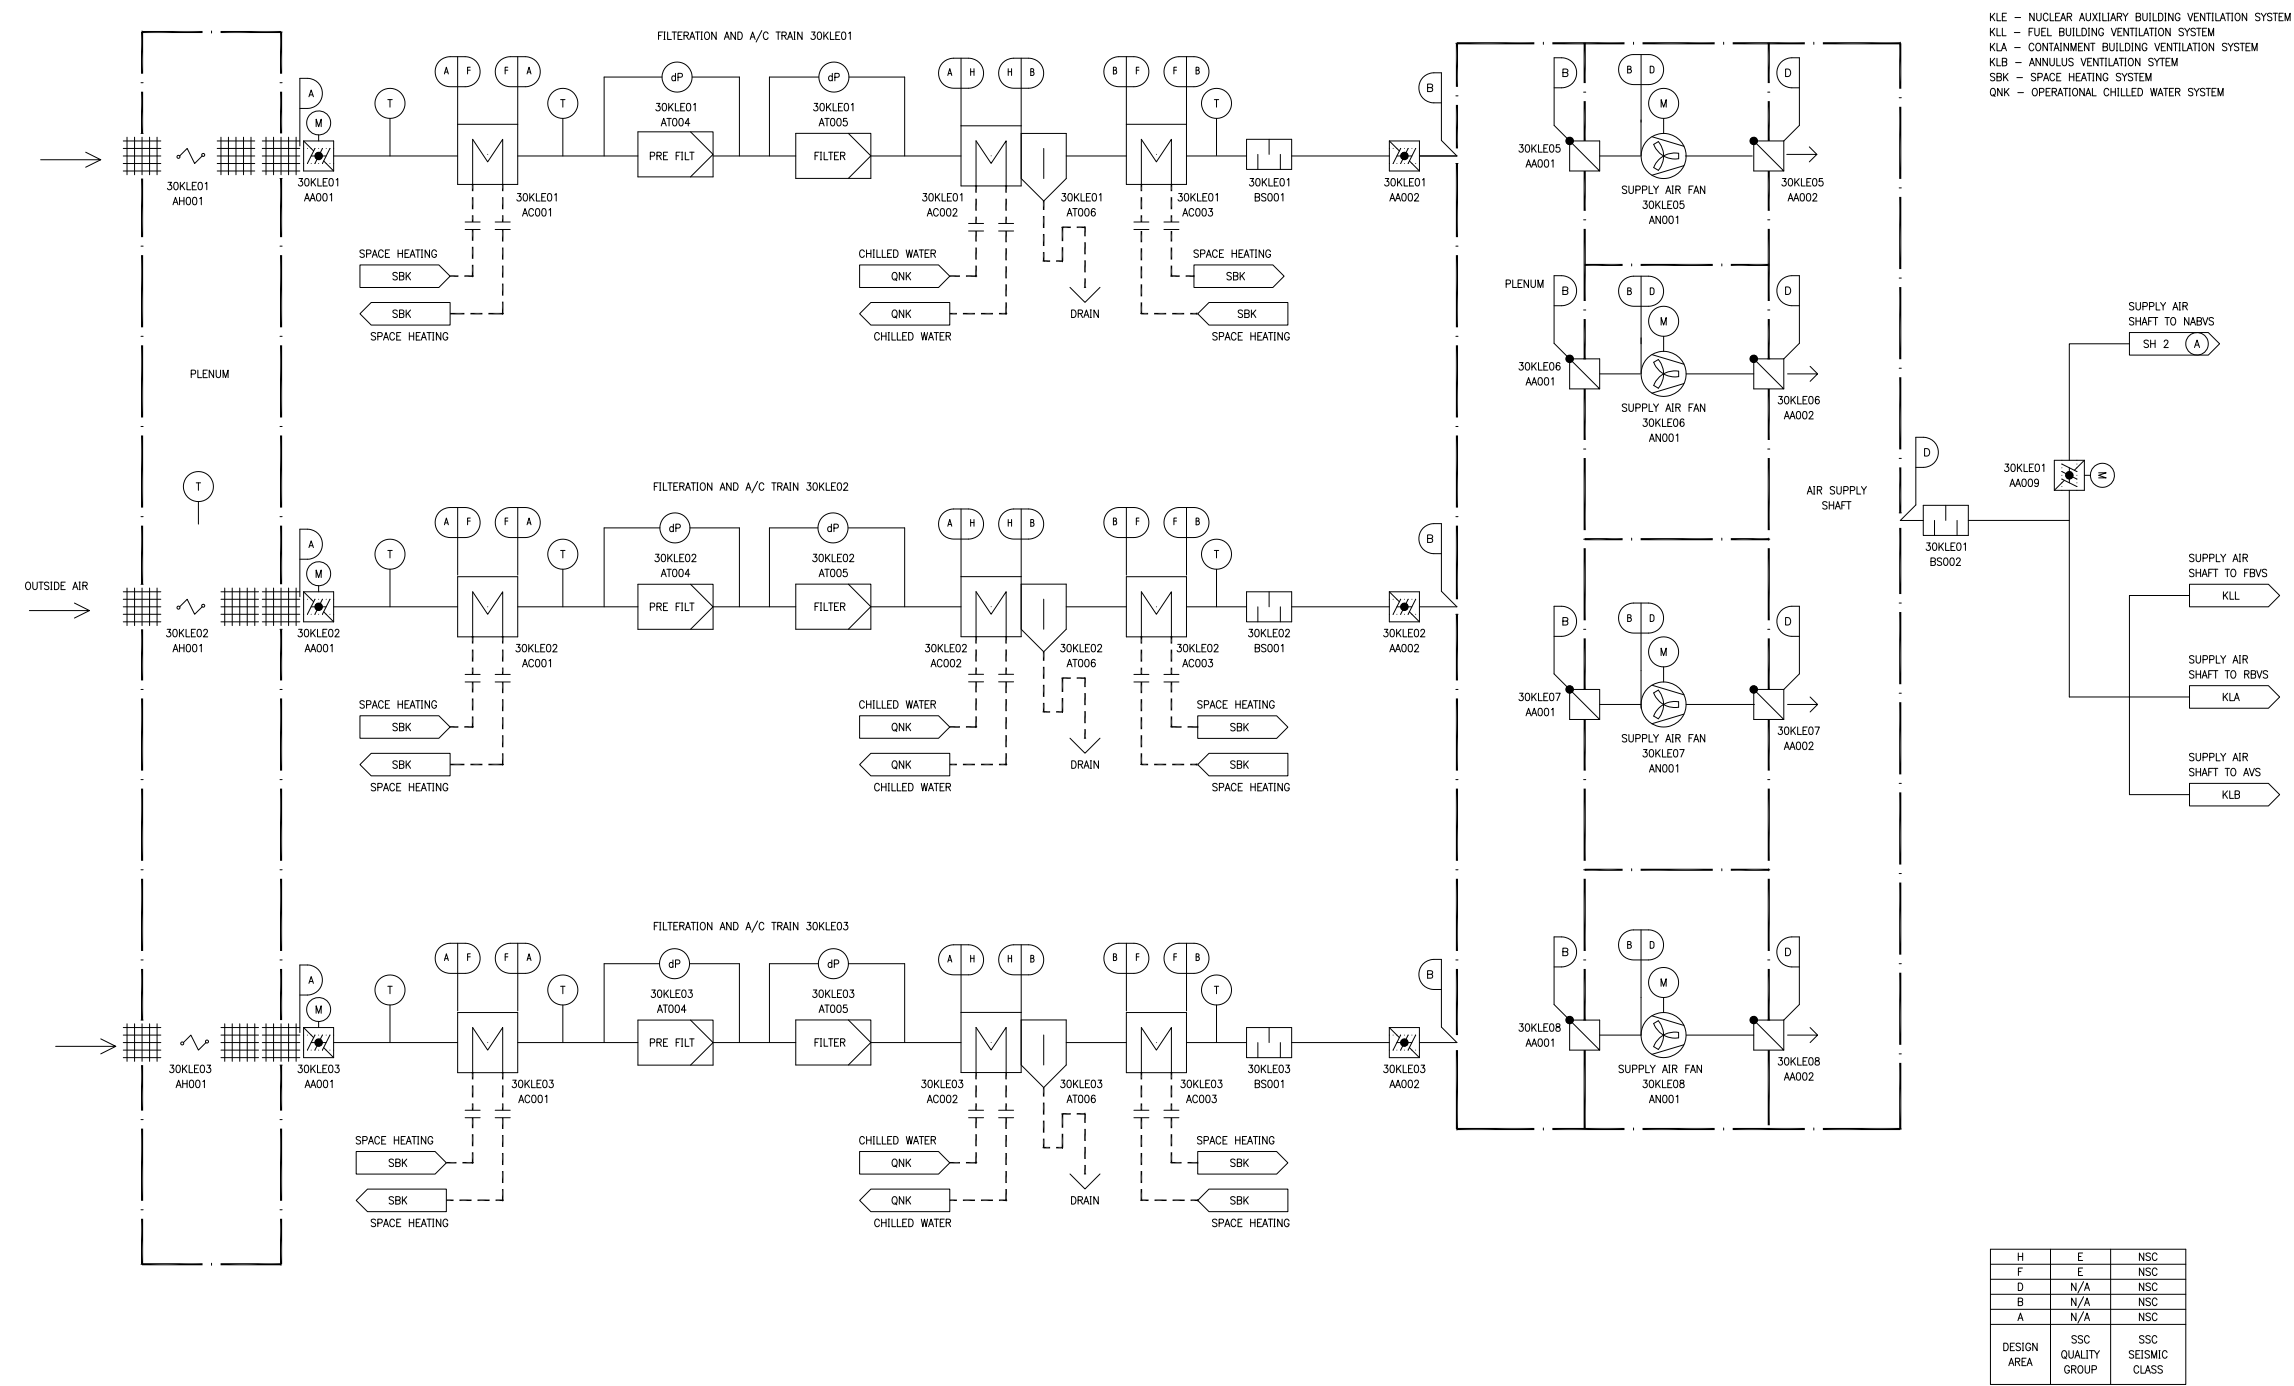 KLE – NUCLEAR AUXILIARY BUILDING VENTILATION SYSTEM
KLL – FUEL BUILDING VENTILATION SYSTEM
KLA – CONTAINMENT BUILDING VENTILATION SYSTEM
KLB – ANNULUS VENTILATION SYTEM
SBK – SPACE HEATING SYSTEM
QNK – OPERATIONAL CHILLED WATER SYSTEM
FILTERATION AND A/C TRAIN 30KLE01
A F F A dP dP A H H B B F F B
A M T T T B
30KLE01
AT004
30KLE01
AT005
PRE FILT
FILTER
30KLE01
AH001
30KLE01
AA001
30KLE01
AC001
30KLE01
AC002
30KLE01
AT006
30KLE01
AC003
30KLE01
BS001
30KLE01
AA002
SPACE HEATING
SBK
SBK
SPACE HEATING
CHILLED WATER
QNK
QNK
CHILLED WATER
DRAIN
SPACE HEATING
SBK
SBK
SPACE HEATING
PLENUM
T
FILTERATION AND A/C TRAIN 30KLE02
A F F A dP dP A H H B B F F B
A M T T T B
30KLE02
AT004
30KLE02
AT005
PRE FILT
FILTER
OUTSIDE AIR
30KLE02
AH001
30KLE02
AA001
30KLE02
AC001
30KLE02
AC002
30KLE02
AT006
30KLE02
AC003
30KLE02
BS001
30KLE02
AA002
SPACE HEATING
SBK
SBK
SPACE HEATING
CHILLED WATER
QNK
QNK
CHILLED WATER
DRAIN
SPACE HEATING
SBK
SBK
SPACE HEATING
FILTERATION AND A/C TRAIN 30KLE03
A F F A dP dP A H H B B F F B
A M T T T B
30KLE03
AT004
30KLE03
AT005
PRE FILT
FILTER
30KLE03
AH001
30KLE03
AA001
30KLE03
AC001
30KLE03
AC002
30KLE03
AT006
30KLE03
AC003
30KLE03
BS001
30KLE03
AA002
SPACE HEATING
SBK
SBK
SPACE HEATING
CHILLED WATER
QNK
QNK
CHILLED WATER
DRAIN
SPACE HEATING
SBK
SBK
SPACE HEATING
B B D D
M
30KLE05
AA001
SUPPLY AIR FAN
30KLE05
AN001
30KLE05
AA002
PLENUM
B B D D
M
30KLE06
AA001
SUPPLY AIR FAN
30KLE06
AN001
30KLE06
AA002
B B D D
M
30KLE07
AA001
SUPPLY AIR FAN
30KLE07
AN001
30KLE07
AA002
B B D D
M
30KLE08
AA001
SUPPLY AIR FAN
30KLE08
AN001
30KLE08
AA002
AIR SUPPLY
SHAFT
D
30KLE01
BS002
30KLE01
AA009
M
SUPPLY AIR
SHAFT TO NABVS
SH 2 A
SUPPLY AIR
SHAFT TO FBVS
KLL
SUPPLY AIR
SHAFT TO RBVS
KLA
SUPPLY AIR
SHAFT TO AVS
KLB
H E NSC
F E NSC
D N/A NSC
B N/A NSC
A N/A NSC
DESIGN
AREA
SSC
QUALITY
GROUP
SSC
SEISMIC
CLASS